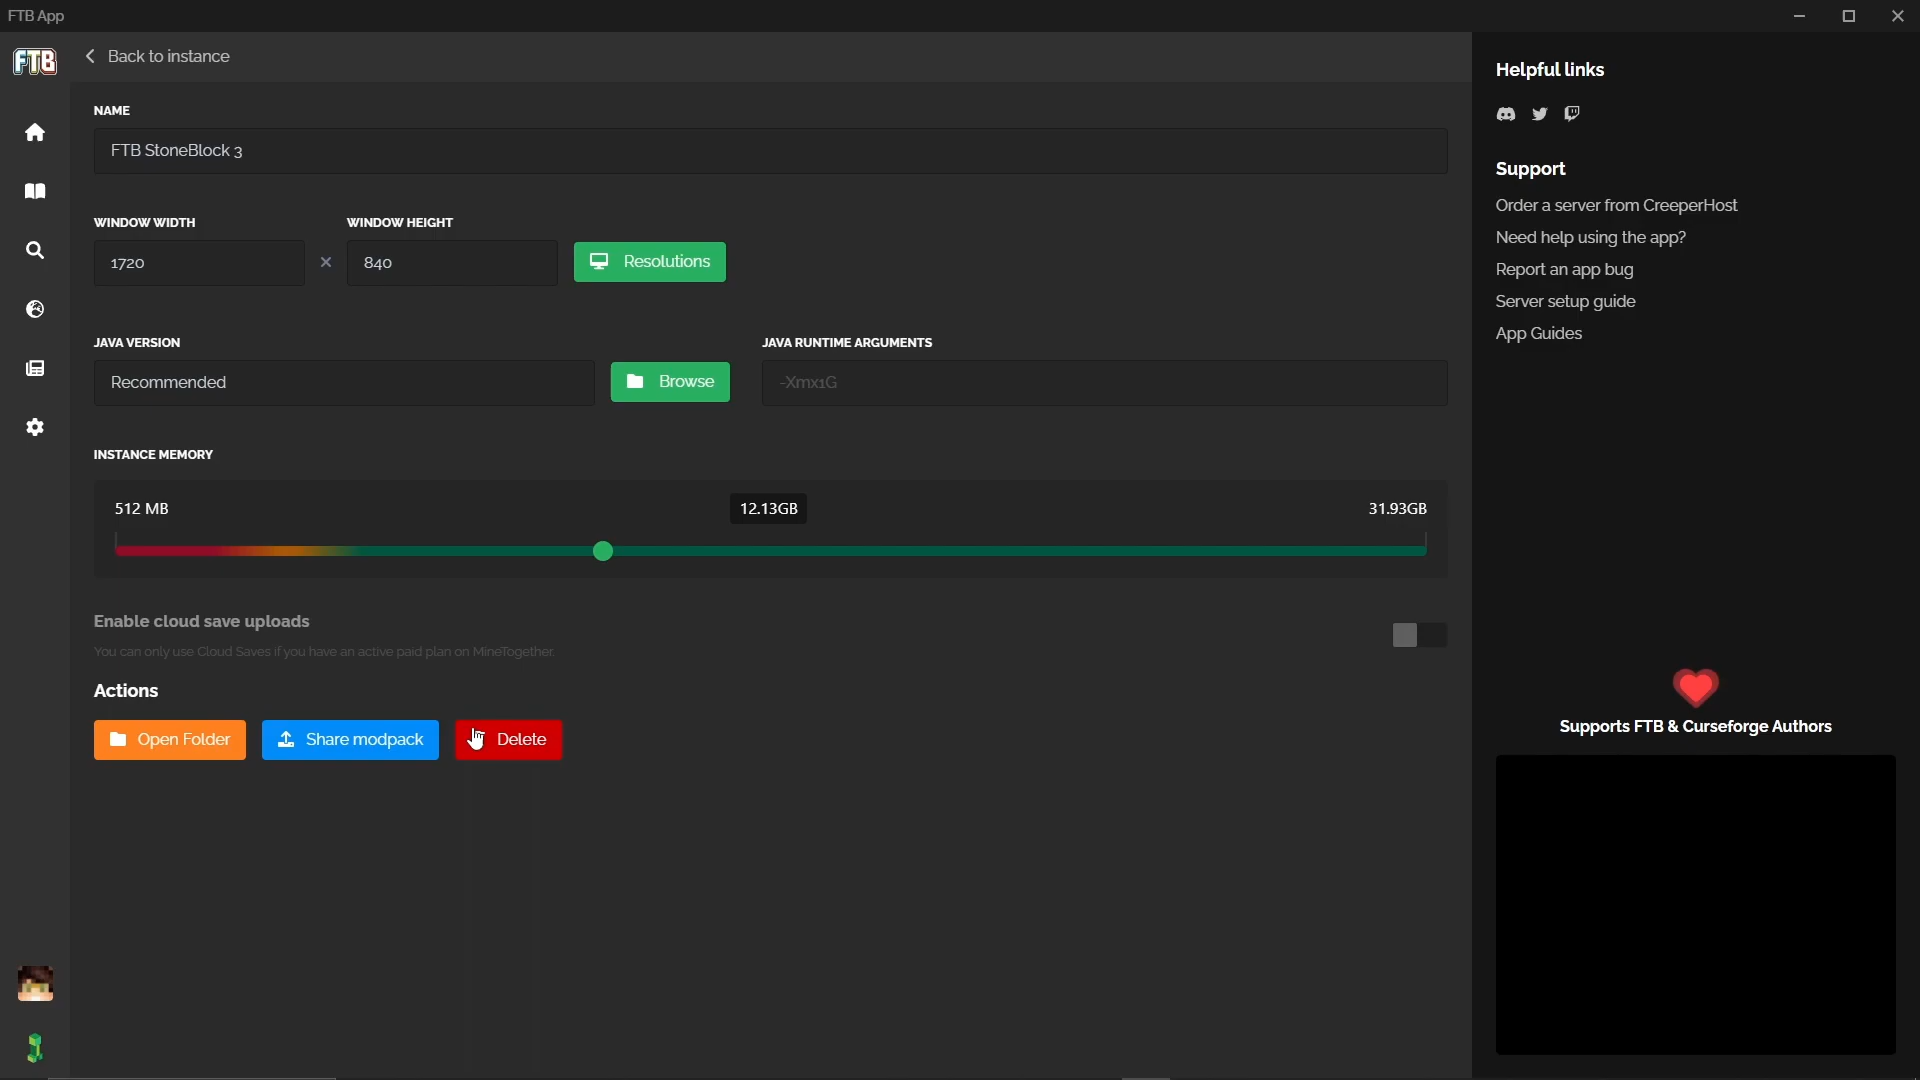 FTB App
FTB
Back to instance
NAME
FTB StoneBlock 3
WINDOW WIDTH
WINDOW HEIGHT
1720
×
840
Resolutions
JAVA VERSION
JAVA RUNTIME ARGUMENTS
Recommended
Browse
-Xmx1G
INSTANCE MEMORY
512 MB
12.13GB
31.93GB
Enable cloud save uploads
You can only use Cloud Saves if you have an active paid plan on MineTogether.
Actions
Open Folder
Share modpack
Delete
Helpful links
Support
Order a server from CreeperHost
Need help using the app?
Report an app bug
Server setup guide
App Guides
Supports FTB & Curseforge Authors